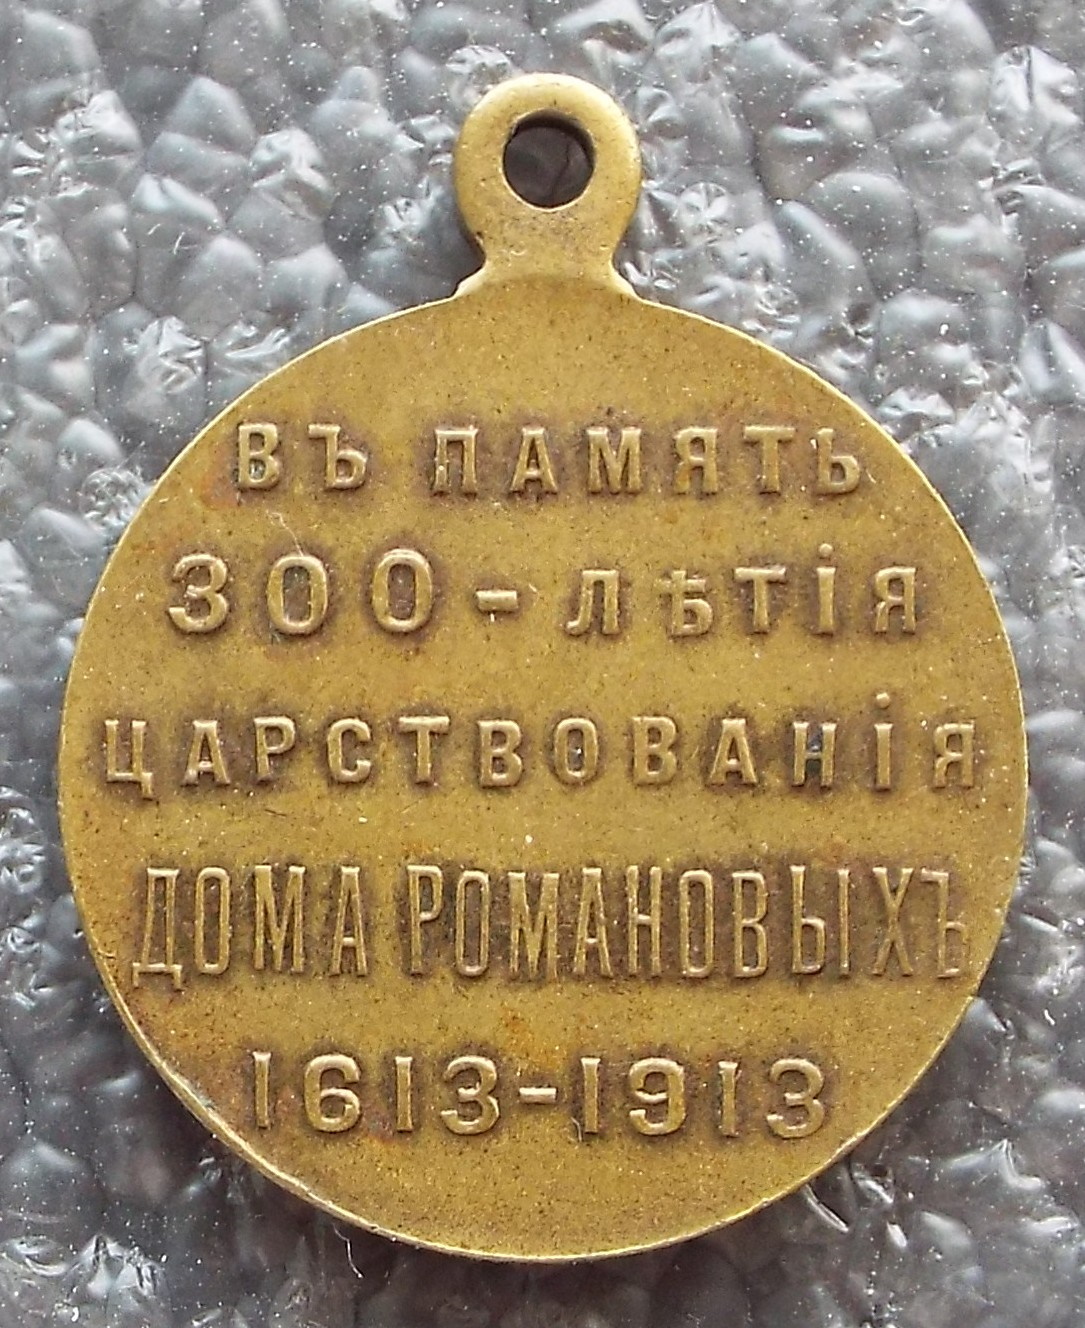 ВЪ ПАМЯТЬ
300-ЛѢТІЯ
ЦАРСТВОВАНІЯ
ДОМА РОМАНОВЫХЪ
1613-1913